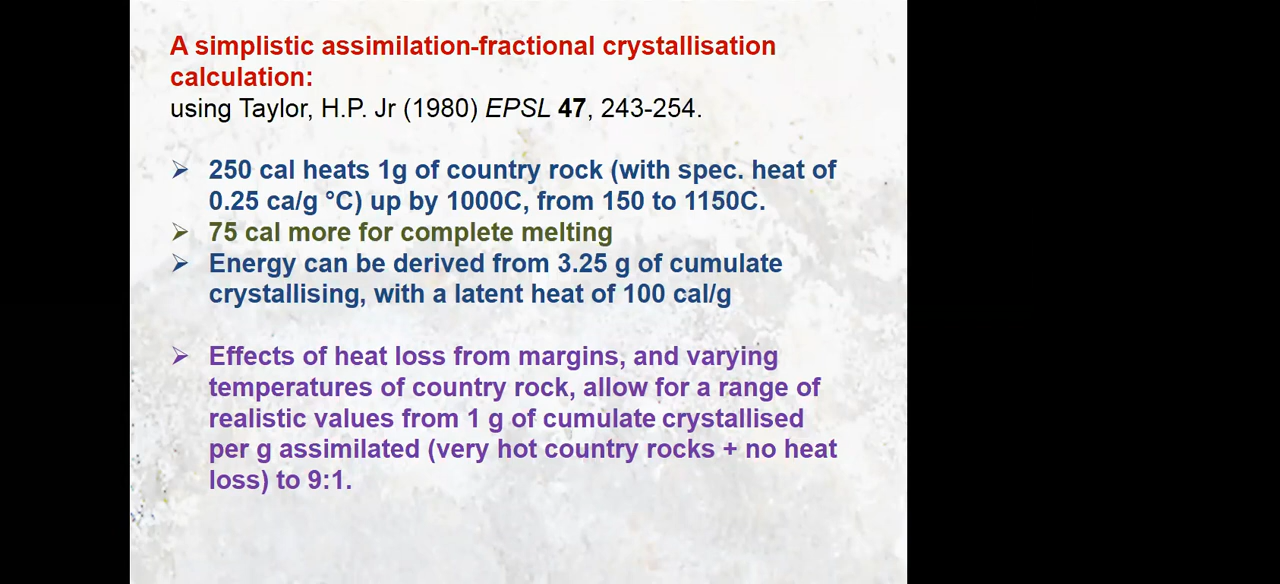 A simplistic assimilation-fractional crystallisation
calculation:
using Taylor, H.P. Jr (1980) EPSL 47, 243-254.
➢ 250 cal heats 1g of country rock (with spec. heat of
0.25 ca/g °C) up by 1000C, from 150 to 1150C.
➢ 75 cal more for complete melting
➢ Energy can be derived from 3.25 g of cumulate
crystallising, with a latent heat of 100 cal/g
➢ Effects of heat loss from margins, and varying
temperatures of country rock, allow for a range of
realistic values from 1 g of cumulate crystallised
per g assimilated (very hot country rocks + no heat
loss) to 9:1.